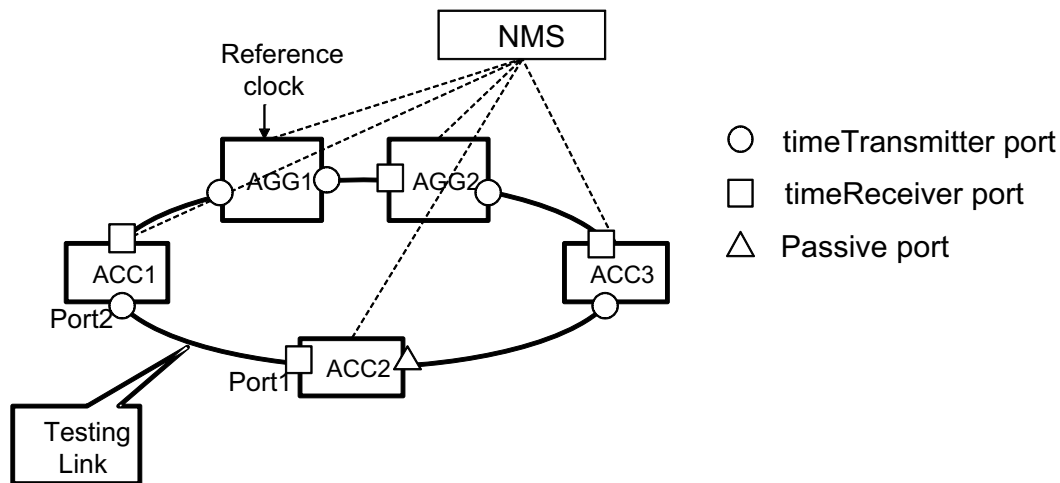 NMS
Reference
clock
AGG1
AGG2
timeTransmitter port
timeReceiver port
Passive port
ACC1
ACC3
Port2
ACC2
Port1
Testing
Link